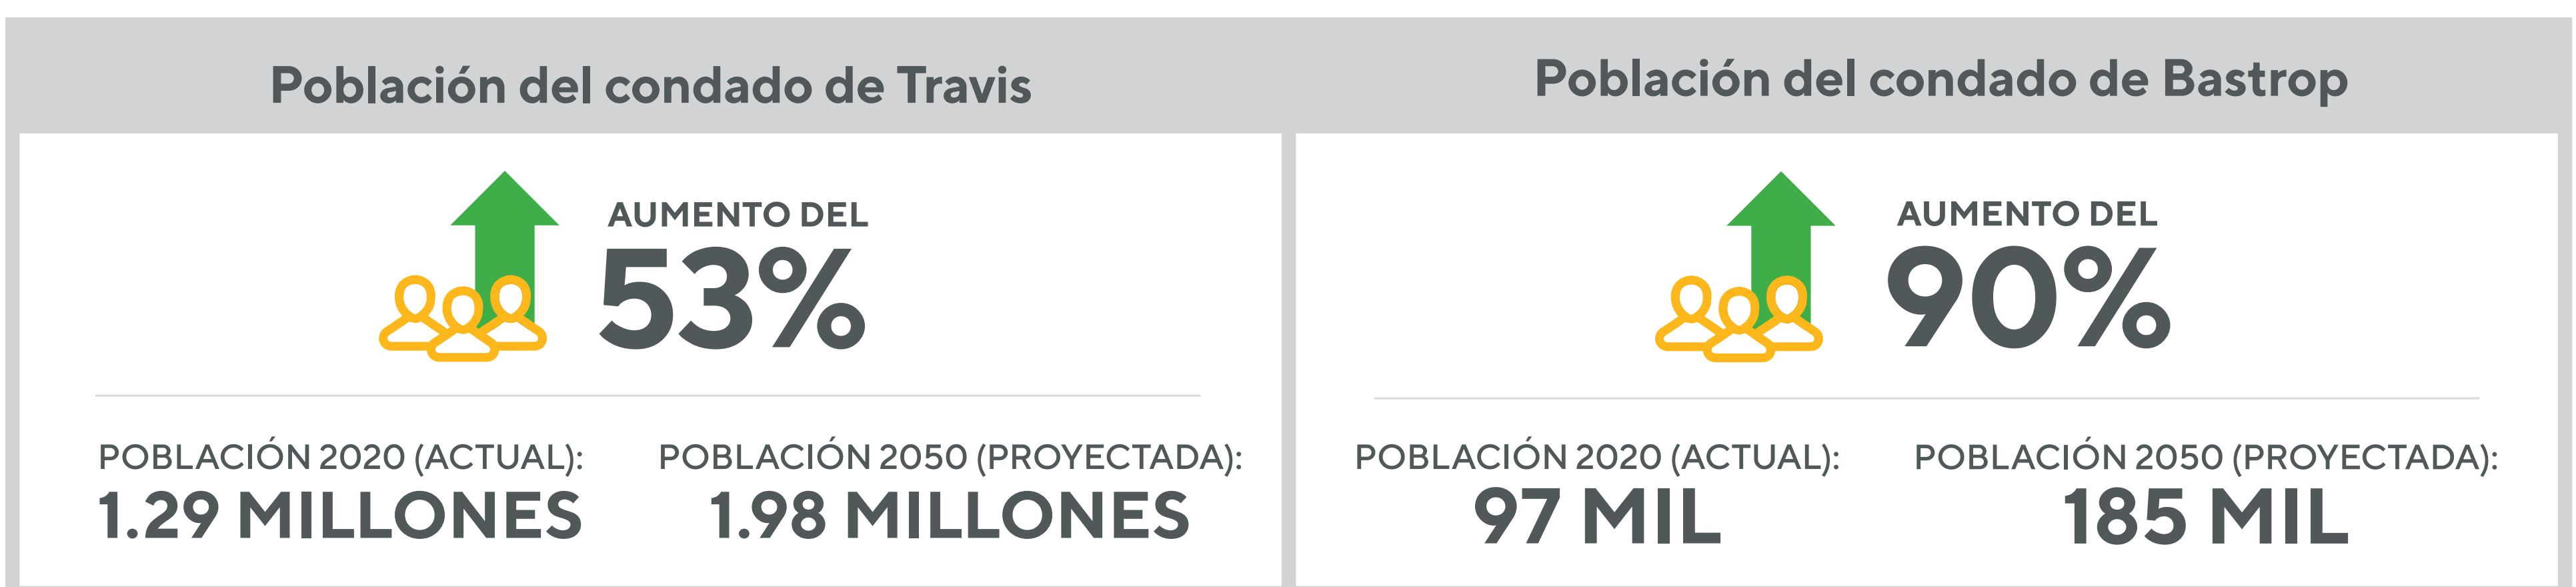 Población del condado de Travis
AUMENTO DEL
53%
POBLACIÓN 2020 (ACTUAL):
1.29 MILLONES
POBLACIÓN 2050 (PROYECTADA):
1.98 MILLONES
Población del condado de Bastrop
AUMENTO DEL
90%
POBLACIÓN 2020 (ACTUAL):
97 MIL
POBLACIÓN 2050 (PROYECTADA):
185 MIL